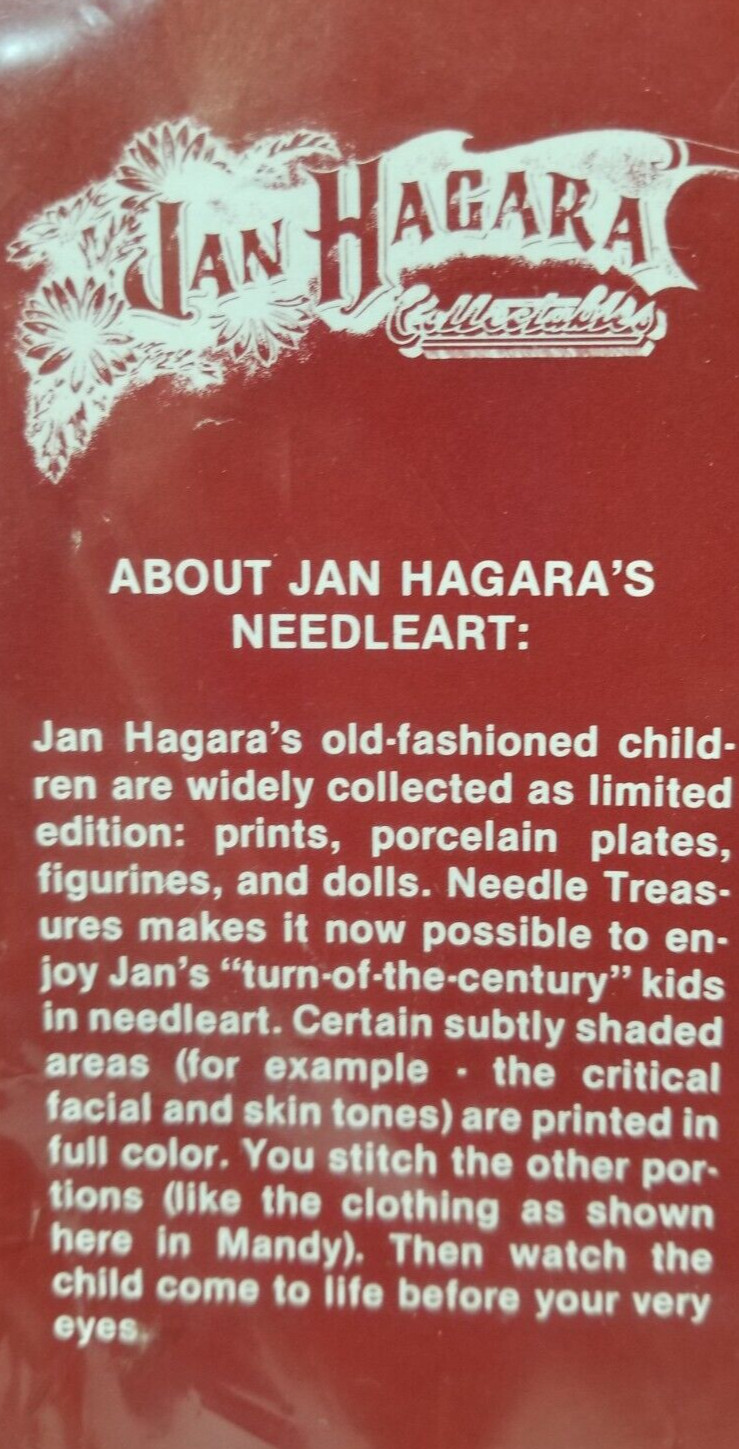 JAN HAGARA
Collectables
ABOUT JAN HAGARA'S
NEEDLEART:
Jan Hagara's old-fashioned child-
ren are widely collected as limited
edition: prints, porcelain plates,
figurines, and dolls. Needle Treas-
ures makes it now possible to en-
joy Jan's “turn-of-the-century” kids
in needleart. Certain subtly shaded
areas (for example - the critical
facial and skin tones) are printed in
full color. You stitch the other por-
tions (like the clothing as shown
here in Mandy). Then watch the
child come to life before your very
eyes.